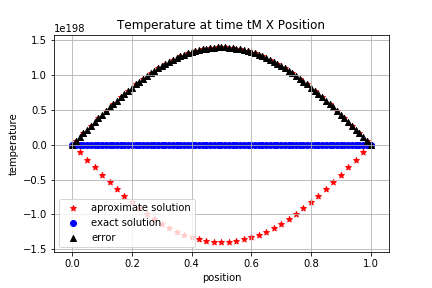 Temperature at time tM X Position
1e198
1.5
1.0
0.5
0.0
−0.5
−1.0
−1.5
temperature
aproximate solution
exact solution
error
0.0 0.2 0.4 0.6 0.8 1.0
position